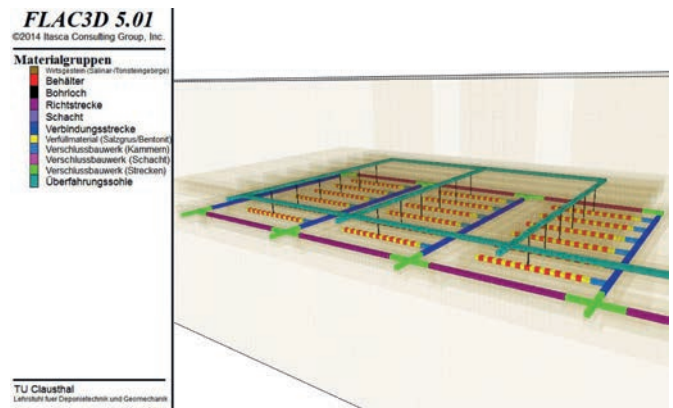 FLAC3D 5.01
©2014 Itasca Consulting Group, Inc.
Materialgruppen
Wirtsgestein (Salinar-/Tonsteingebirge)
Behälter
Bohrloch
Richtstrecke
Schacht
Verbindungsstrecke
Verfüllmaterial (Salzgrus/Bentonit)
Verschlussbauwerk (Kammern)
Verschlussbauwerk (Schacht)
Verschlussbauwerk (Strecken)
Überfahrungssohle
TU Clausthal
Lehrstuhl fuer Deponietechnik und Geomechanik